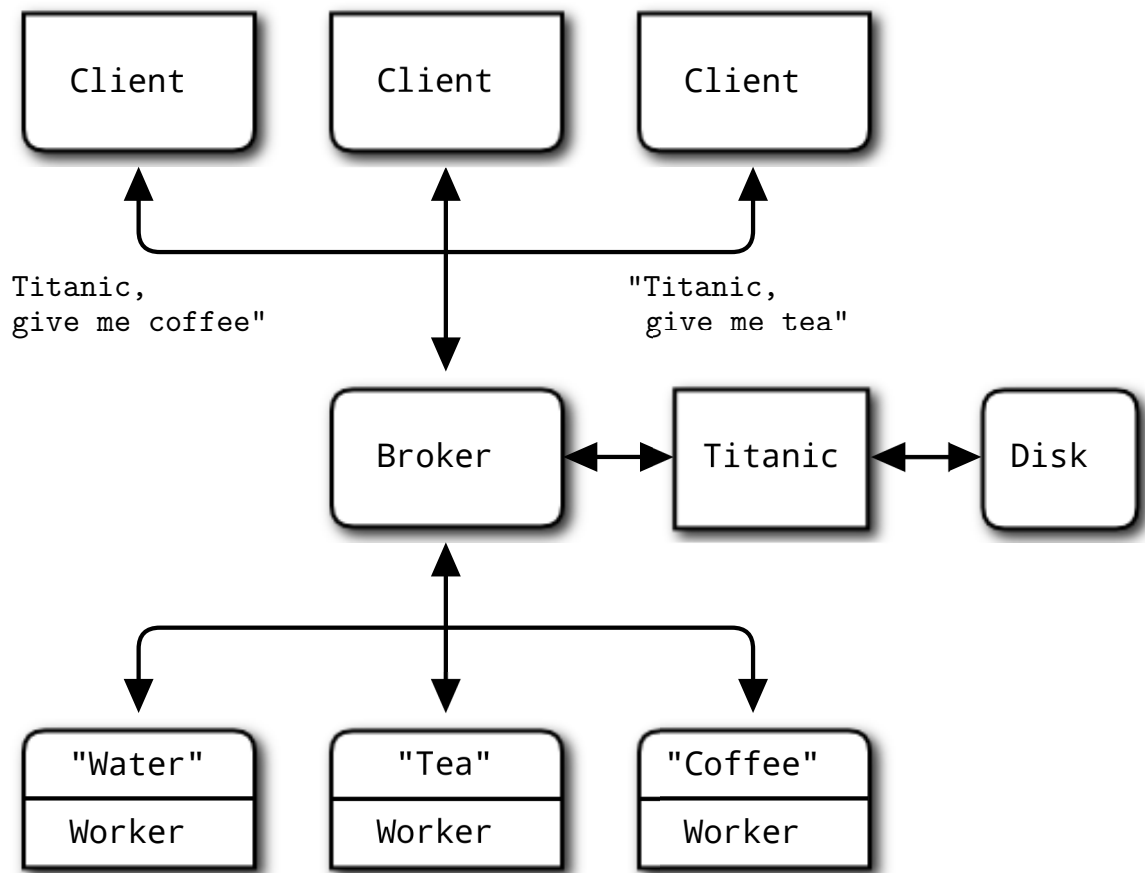 Client
Client
Client
Titanic,
give me coffee"
"Titanic,
give me tea"
Broker
Titanic
Disk
"Water"
"Tea"
"Coffee"
Worker
Worker
Worker